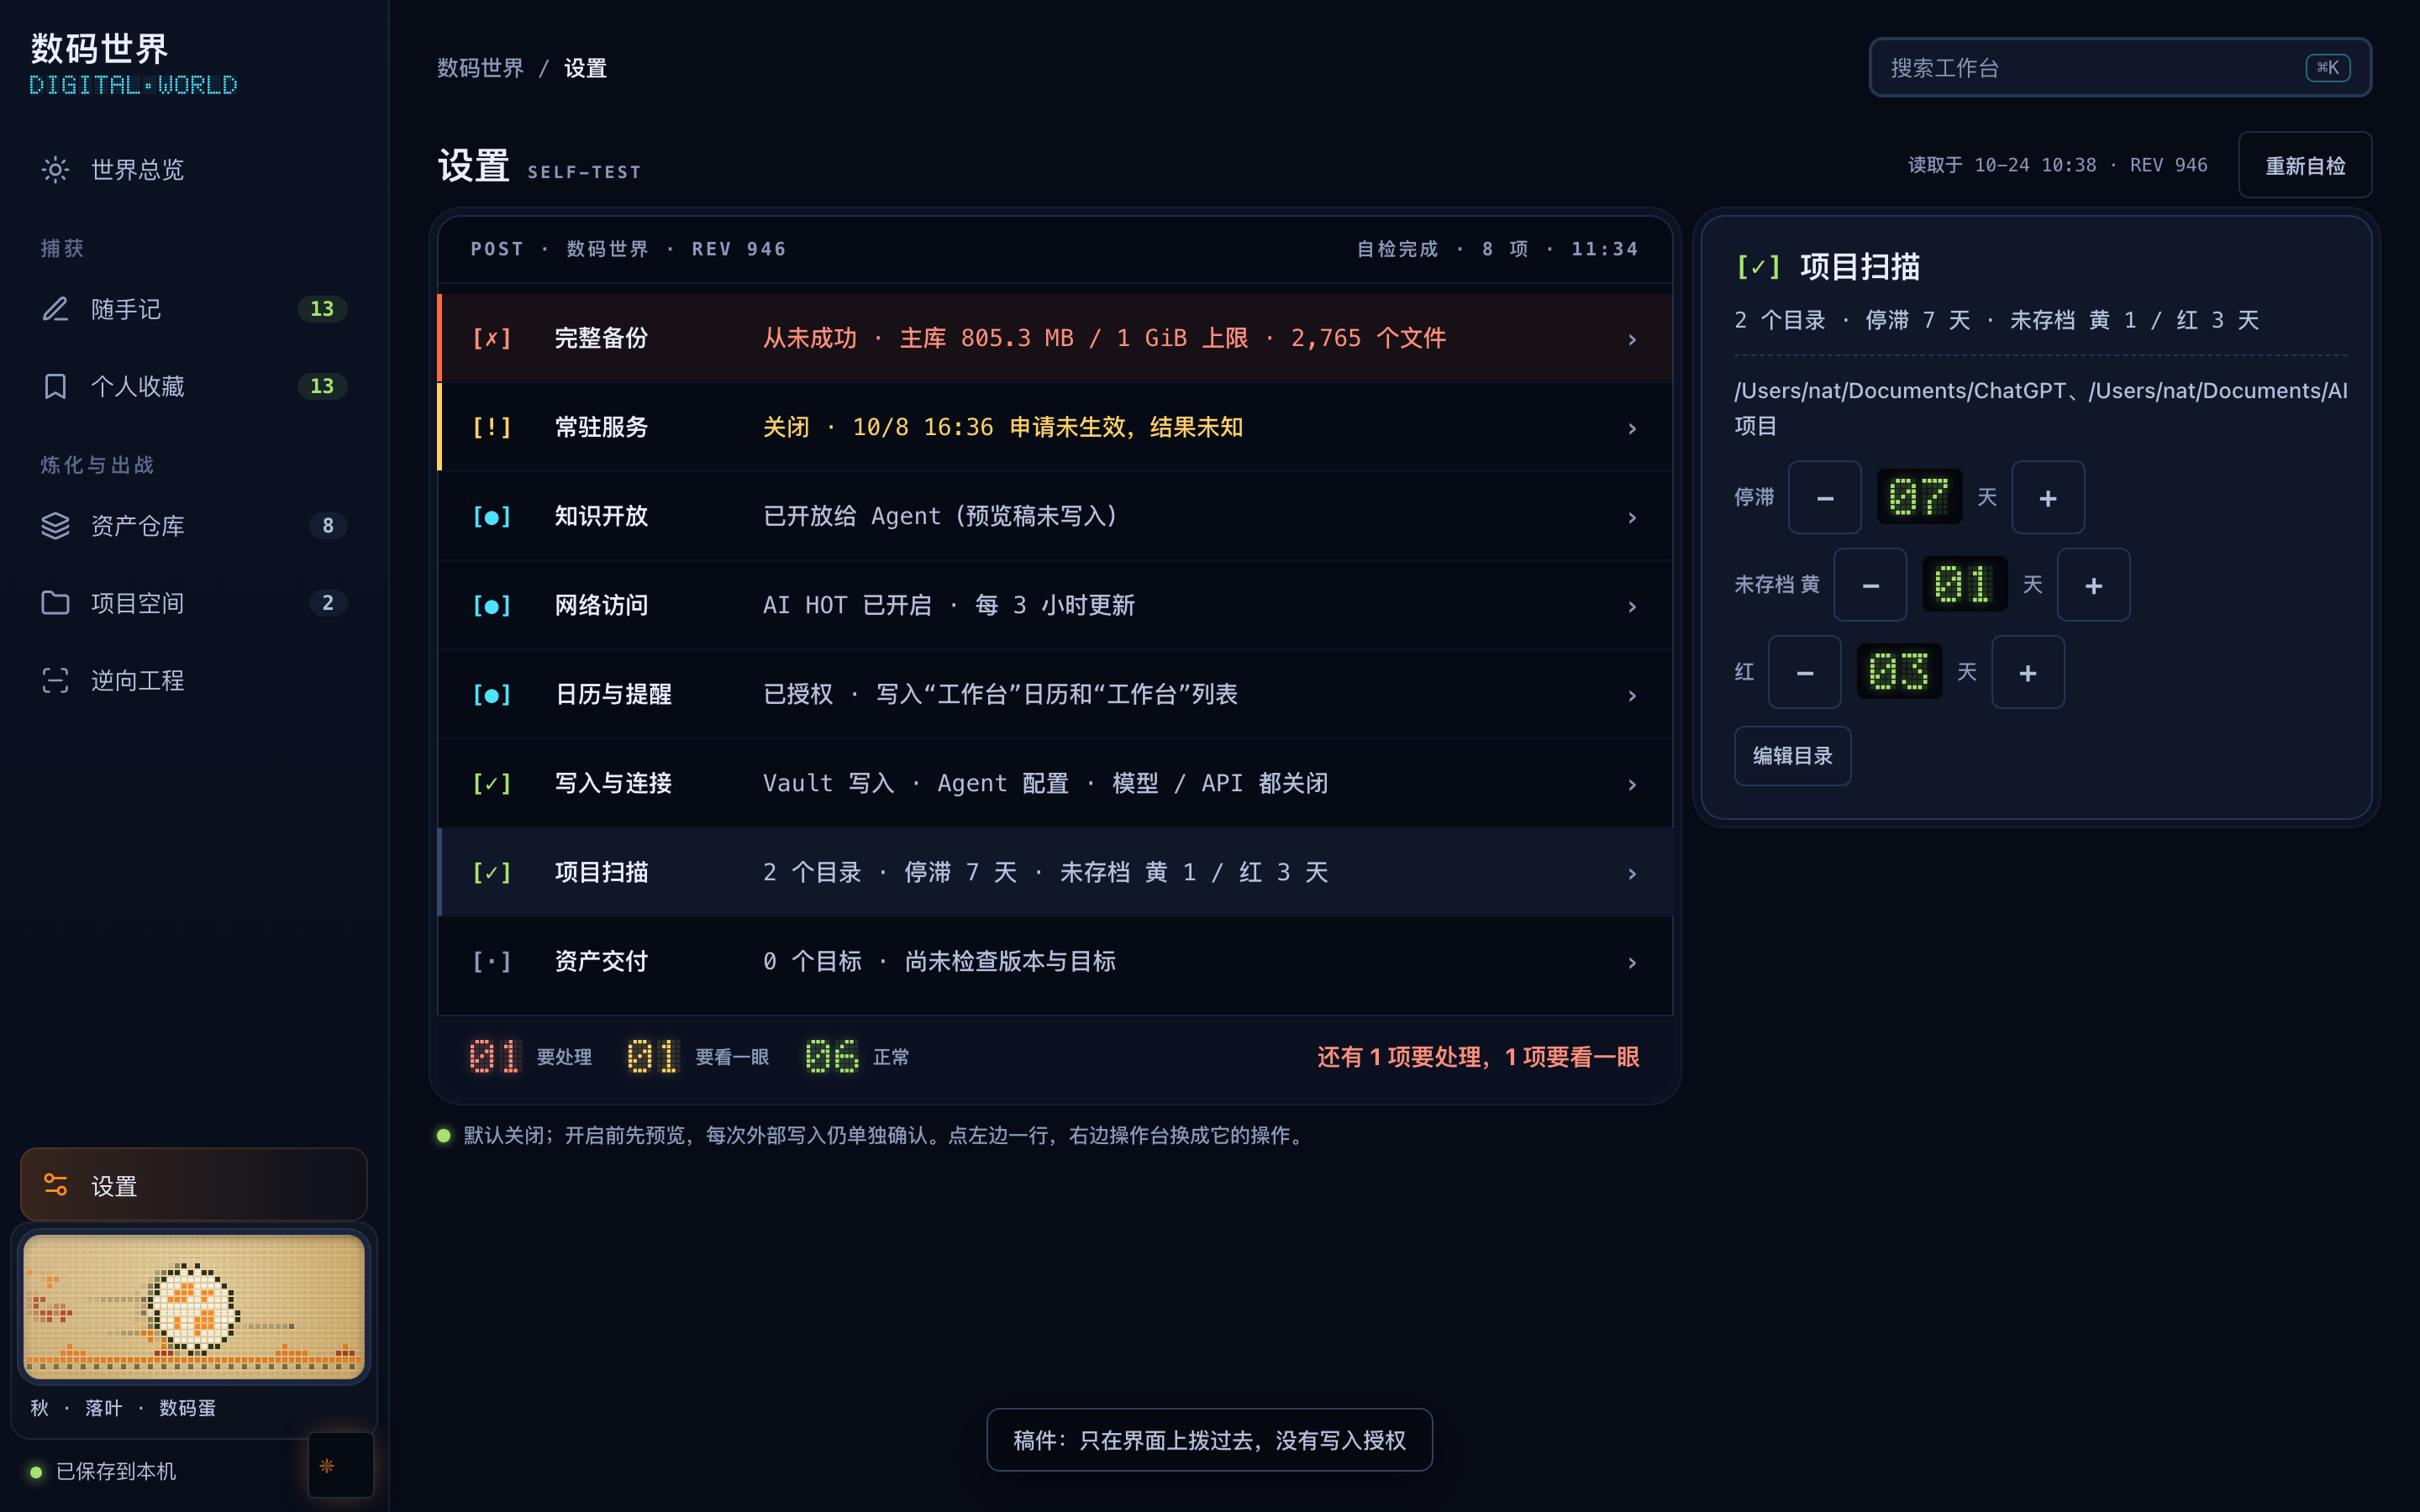 数码世界
DIGITAL·WORLD
世界总览
捕获
随手记 13
个人收藏 13
炼化与出战
资产仓库 8
项目空间 2
逆向工程
设置
秋 · 落叶 · 数码蛋
已保存到本机
数码世界 / 设置
搜索工作台 ⌘K
设置 SELF-TEST
读取于 10-24 10:38 · REV 946 重新自检
POST · 数码世界 · REV 946 自检完成 · 8 项 · 11:34
[✗] 完整备份 从未成功 · 主库 805.3 MB / 1 GiB 上限 · 2,765 个文件 ›
[!] 常驻服务 关闭 · 10/8 16:36 申请未生效，结果未知 ›
[●] 知识开放 已开放给 Agent（预览稿未写入） ›
[●] 网络访问 AI HOT 已开启 · 每 3 小时更新 ›
[●] 日历与提醒 已授权 · 写入“工作台”日历和“工作台”列表 ›
[✓] 写入与连接 Vault 写入 · Agent 配置 · 模型 / API 都关闭 ›
[✓] 项目扫描 2 个目录 · 停滞 7 天 · 未存档 黄 1 / 红 3 天 ›
[·] 资产交付 0 个目标 · 尚未检查版本与目标 ›
01 要处理 01 要看一眼 06 正常 还有 1 项要处理，1 项要看一眼
默认关闭；开启前先预览，每次外部写入仍单独确认。点左边一行，右边操作台换成它的操作。
[✓] 项目扫描
2 个目录 · 停滞 7 天 · 未存档 黄 1 / 红 3 天
/Users/nat/Documents/ChatGPT、/Users/nat/Documents/AI
项目
停滞 − 07 天 +
未存档 黄 − 01 天 +
红 − 03 天 +
编辑目录
稿件：只在界面上拨过去，没有写入授权